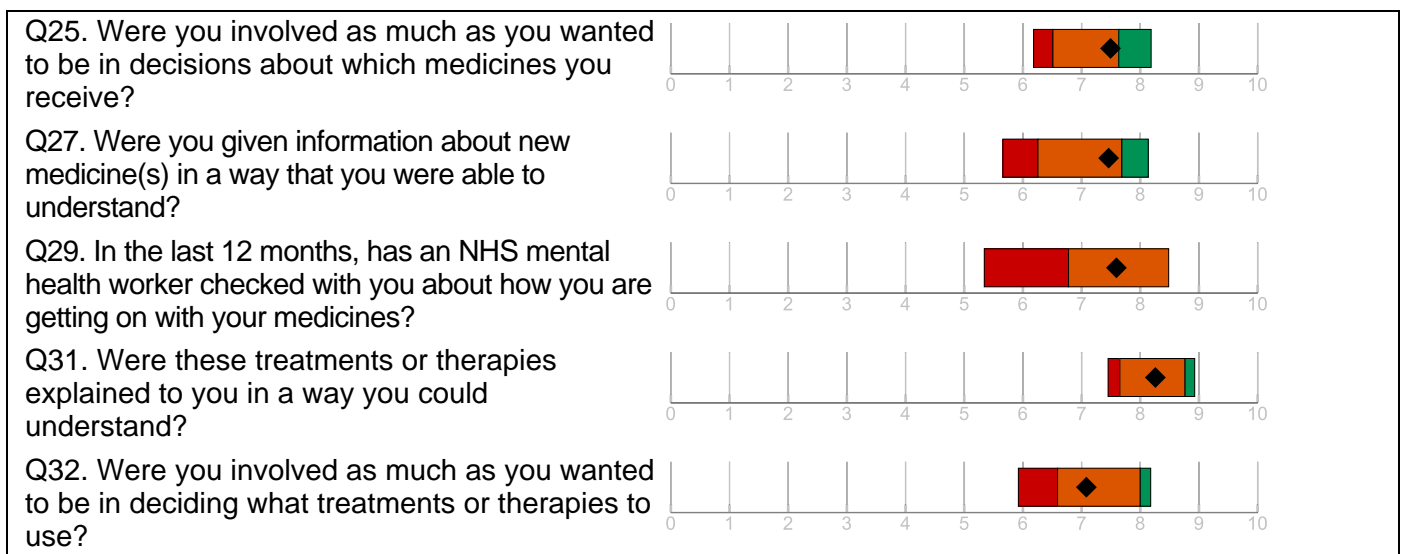 Q25. Were you involved as much as you wanted
to be in decisions about which medicines you
receive?
0 1 2 3 4 5 6 7 8 9 10
Q27. Were you given information about new
medicine(s) in a way that you were able to
understand?
0 1 2 3 4 5 6 7 8 9 10
Q29. In the last 12 months, has an NHS mental
health worker checked with you about how you are
getting on with your medicines?
0 1 2 3 4 5 6 7 8 9 10
Q31. Were these treatments or therapies
explained to you in a way you could
understand?
0 1 2 3 4 5 6 7 8 9 10
Q32. Were you involved as much as you wanted
to be in deciding what treatments or therapies to
use?
0 1 2 3 4 5 6 7 8 9 10